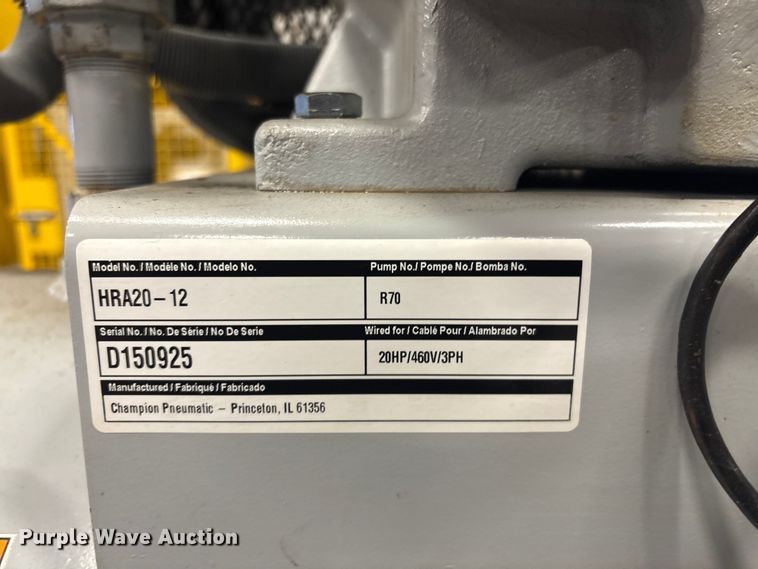 Model No. / Modéle No. / Modelo No.
Pump No./ Pompe No./ Bomba No.
HRA20-12
R70
Serial No. / No. De Série / No De Serie
Wired for / Cablé Pour / Alambrado Por
D150925
20HP/460V/3PH
Manufactured / Fabriqué / Fabricado
Champion Pneumatic – Princeton, IL 61356
Purple Wave Auction